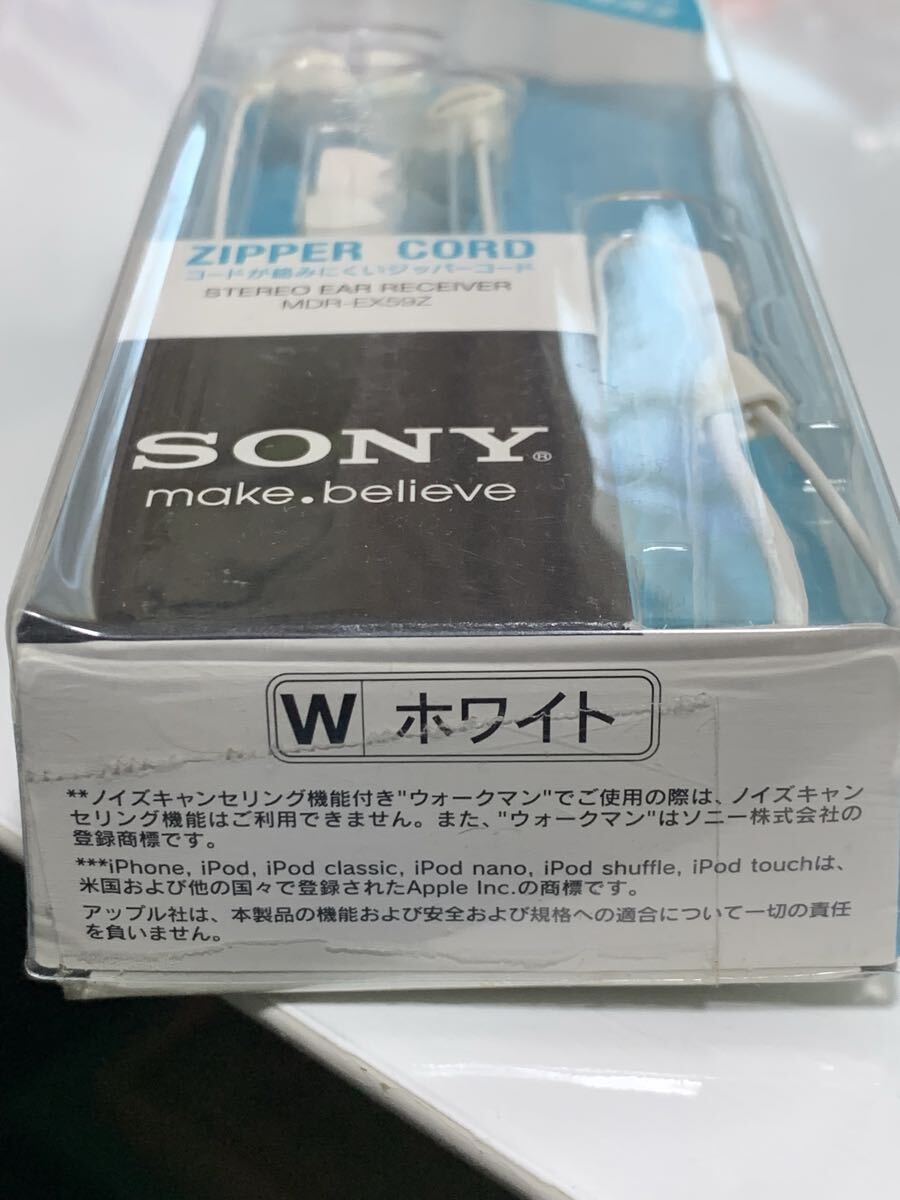 ZIPPER CORD
コードが絡みにくいジッパーコード
STEREO EAR RECEIVER
MDR-EX59Z
SONY®
make.believe
W ホワイト
**ノイズキャンセリング機能付き"ウォークマン"でご使用の際は、ノイズキャン
セリング機能はご利用できません。また、"ウォークマン"はソニー株式会社の
登録商標です。
***iPhone, iPod, iPod classic, iPod nano, iPod shuffle, iPod touchは、
米国および他の国々で登録されたApple Inc.の商標です。
アップル社は、本製品の機能および安全および規格への適合について一切の責任
を負いません。